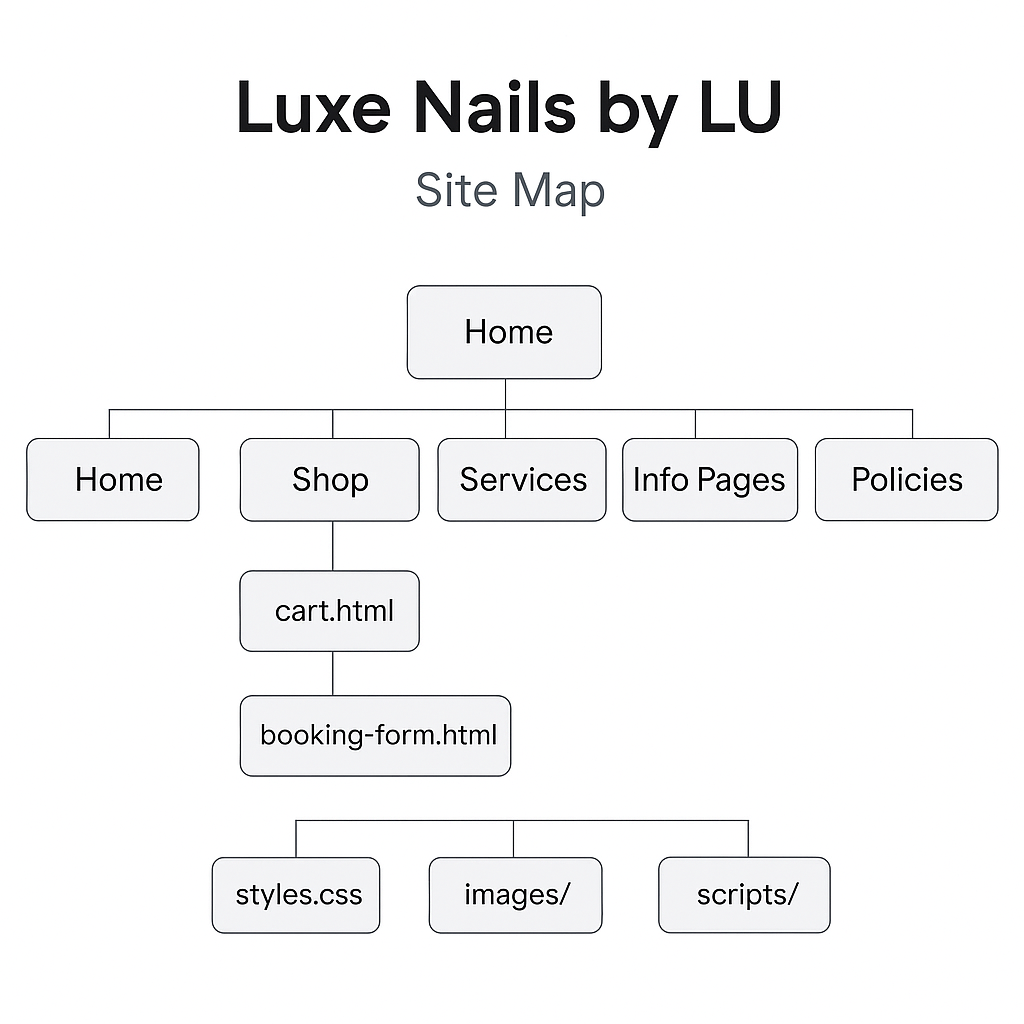 Luxe Nails by LU
Site Map
Home
Home
Shop
Services
Info Pages
Policies
cart.html
booking-form.html
styles.css
images/
scripts/